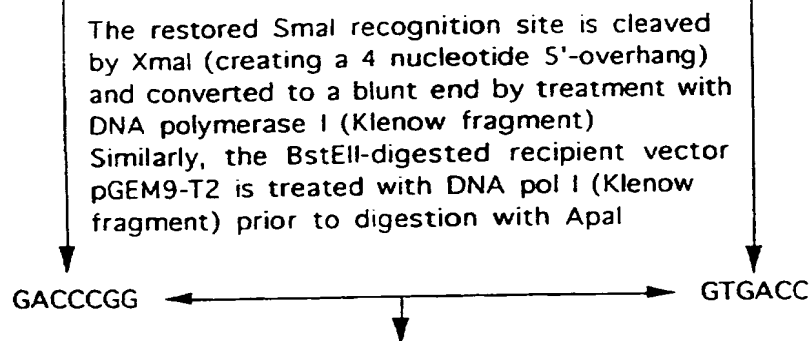 The restored SmaI recognition site is cleaved
by XmaI (creating a 4 nucleotide 5'-overhang)
and converted to a blunt end by treatment with
DNA polymerase I (Klenow fragment)
Similarly, the BstEII-digested recipient vector
pGEM9-T2 is treated with DNA pol I (Klenow
fragment) prior to digestion with ApaI
GACCCGG GTGACC